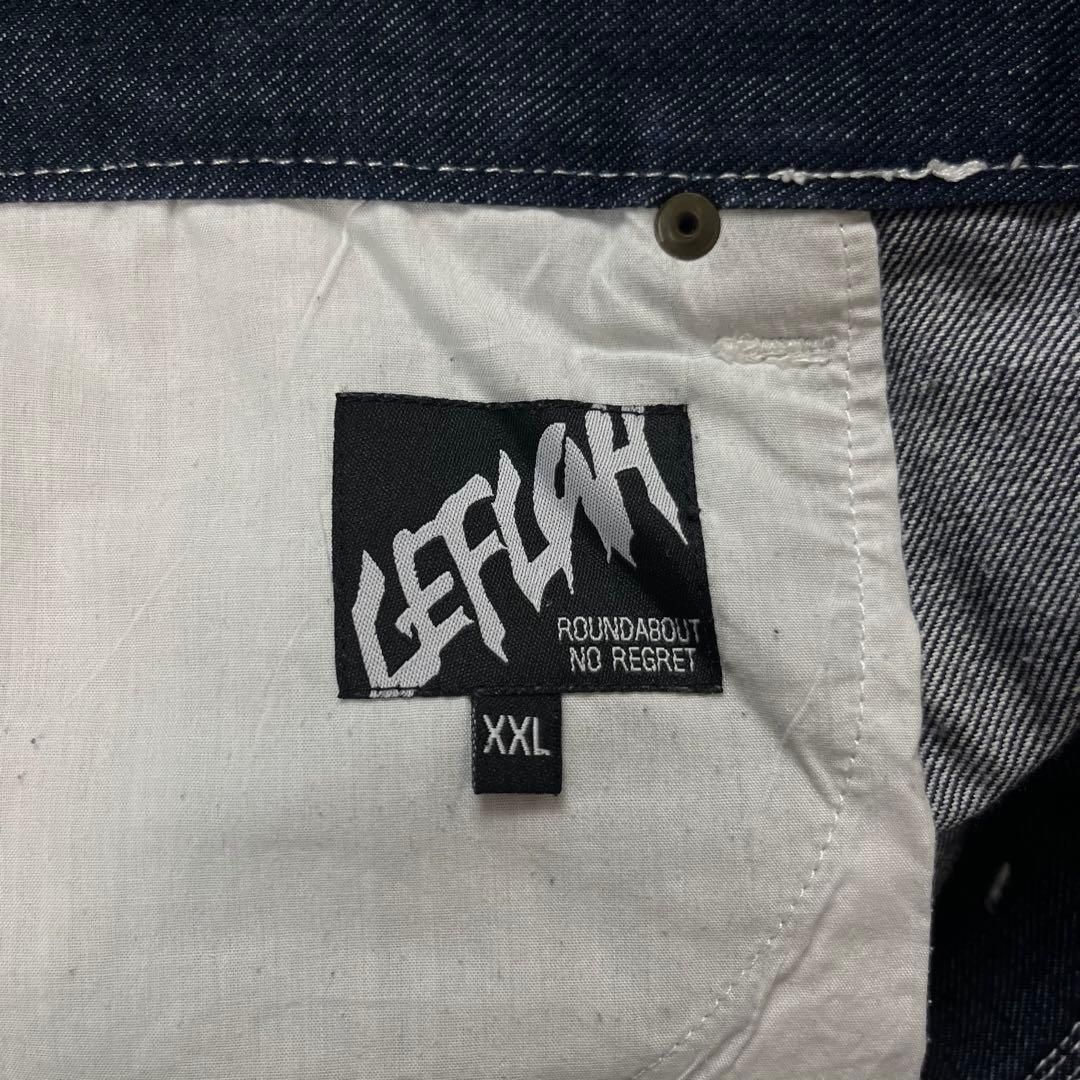 LEFLAH
ROUNDABOUT
NO REGRET
XXL